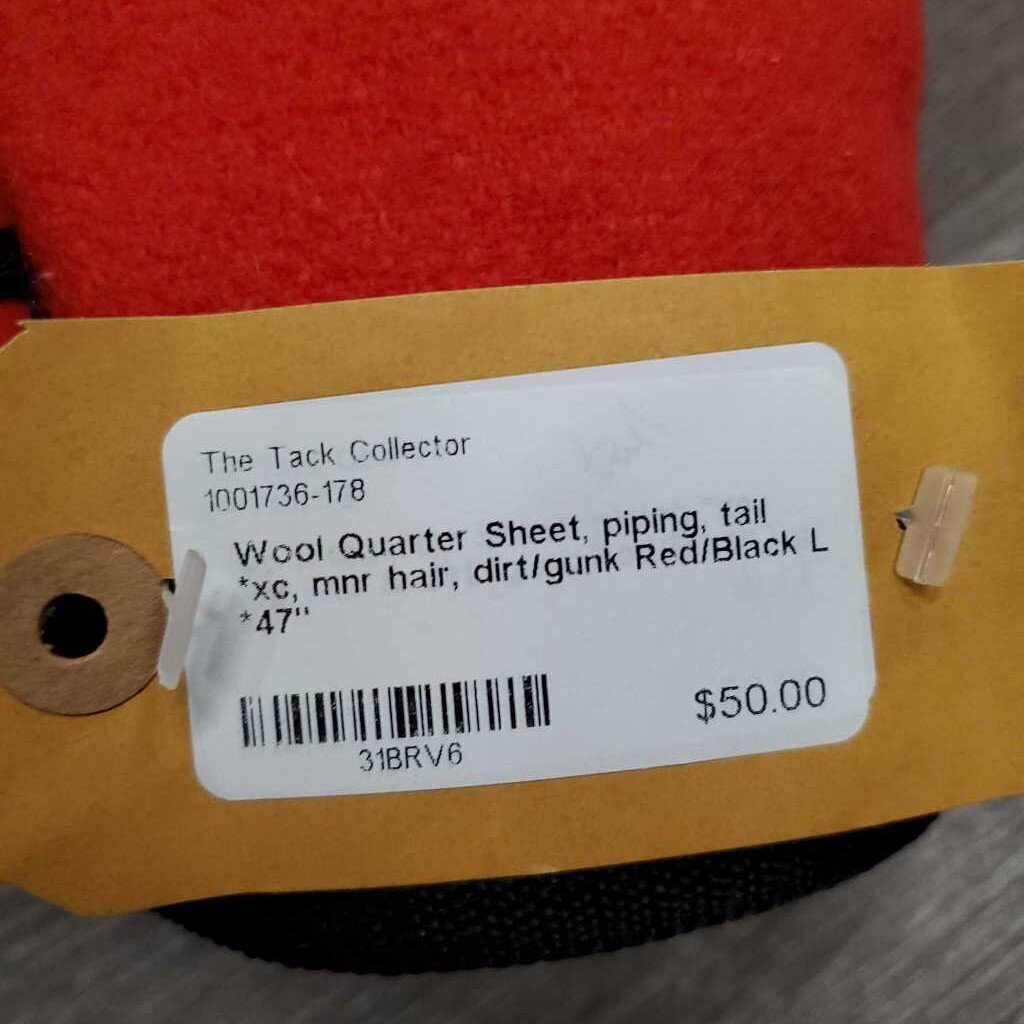 The Tack Collector
1001736-178
Wool Quarter Sheet, piping, tail
*xc, mnr hair, dirt/gunk Red/Black L
*47"
31BRV6
$50.00